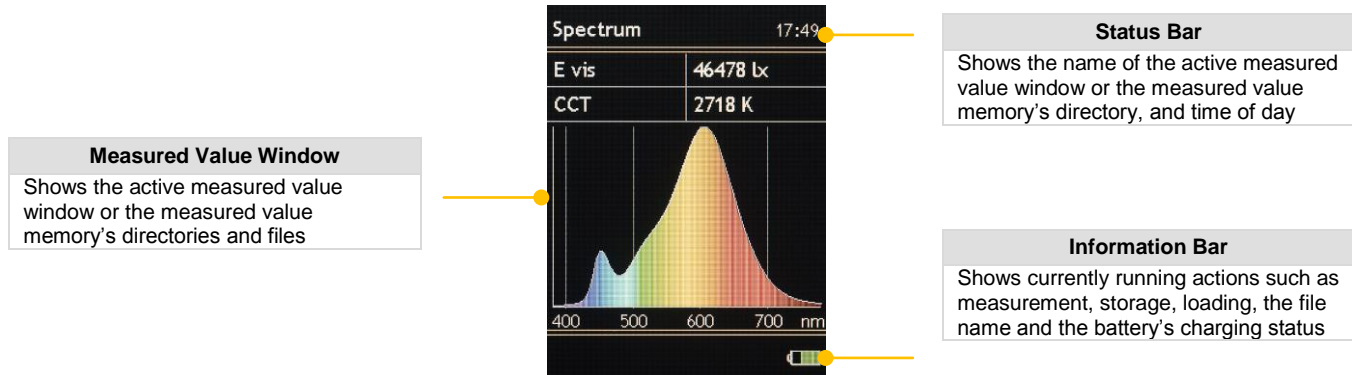 Measured Value Window
Shows the active measured value
window or the measured value
memory’s directories and files
Spectrum 17:49
E vis 46478 lx
CCT 2718 K
400 500 600 700 nm
Status Bar
Shows the name of the active measured
value window or the measured value
memory’s directory, and time of day
Information Bar
Shows currently running actions such as
measurement, storage, loading, the file
name and the battery’s charging status